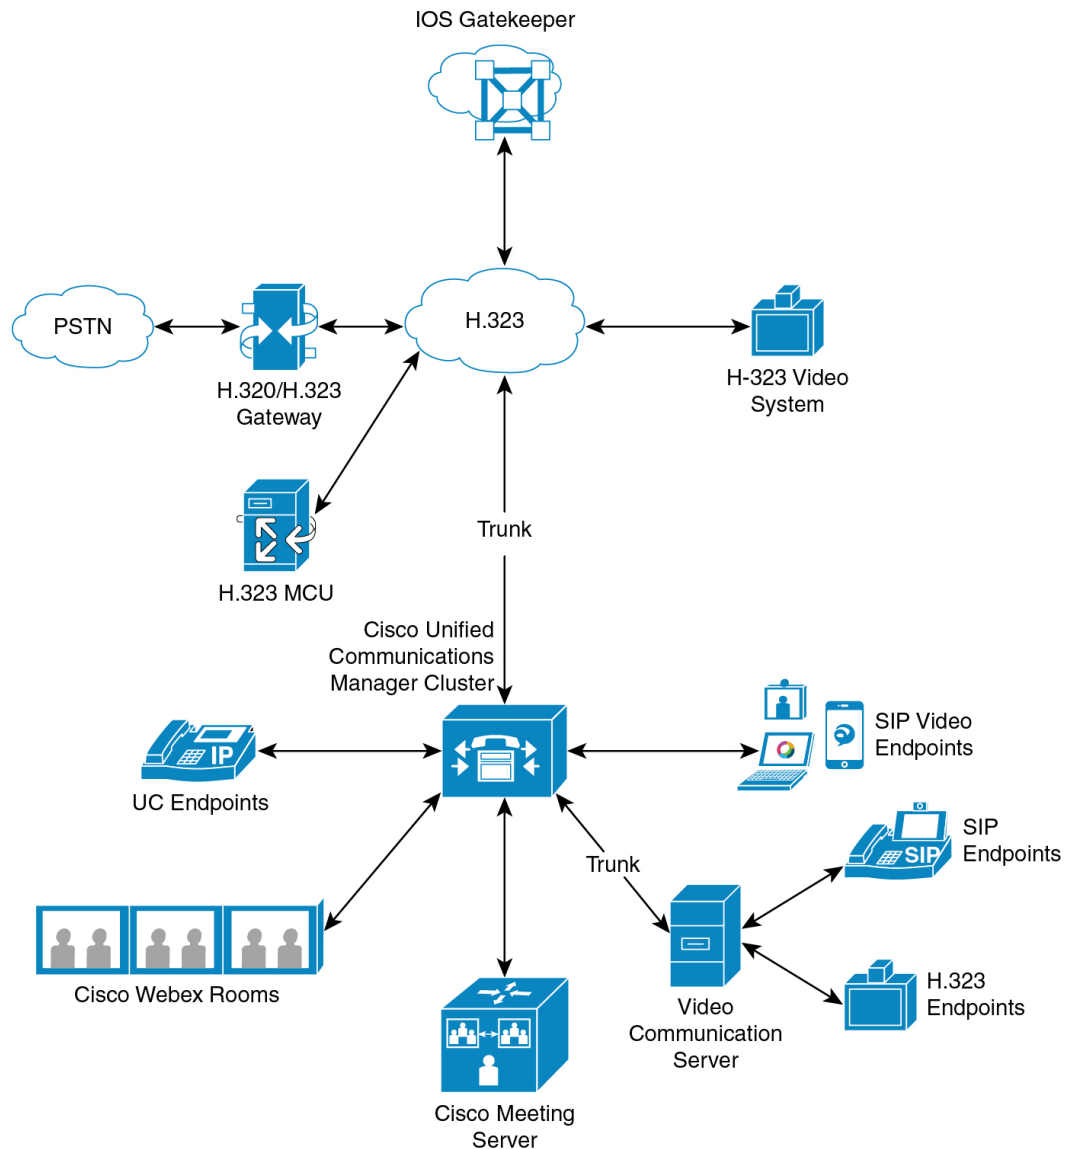 IOS Gatekeeper
PSTN
H.323
H.320/H.323
Gateway
H-323 Video
System
H.323 MCU
Trunk
Cisco Unified
Communications
Manager Cluster
IP
UC Endpoints
SIP Video
Endpoints
Trunk
SIP
SIP
Endpoints
Cisco Webex Rooms
H.323
Endpoints
Video
Communication
Server
Cisco Meeting
Server